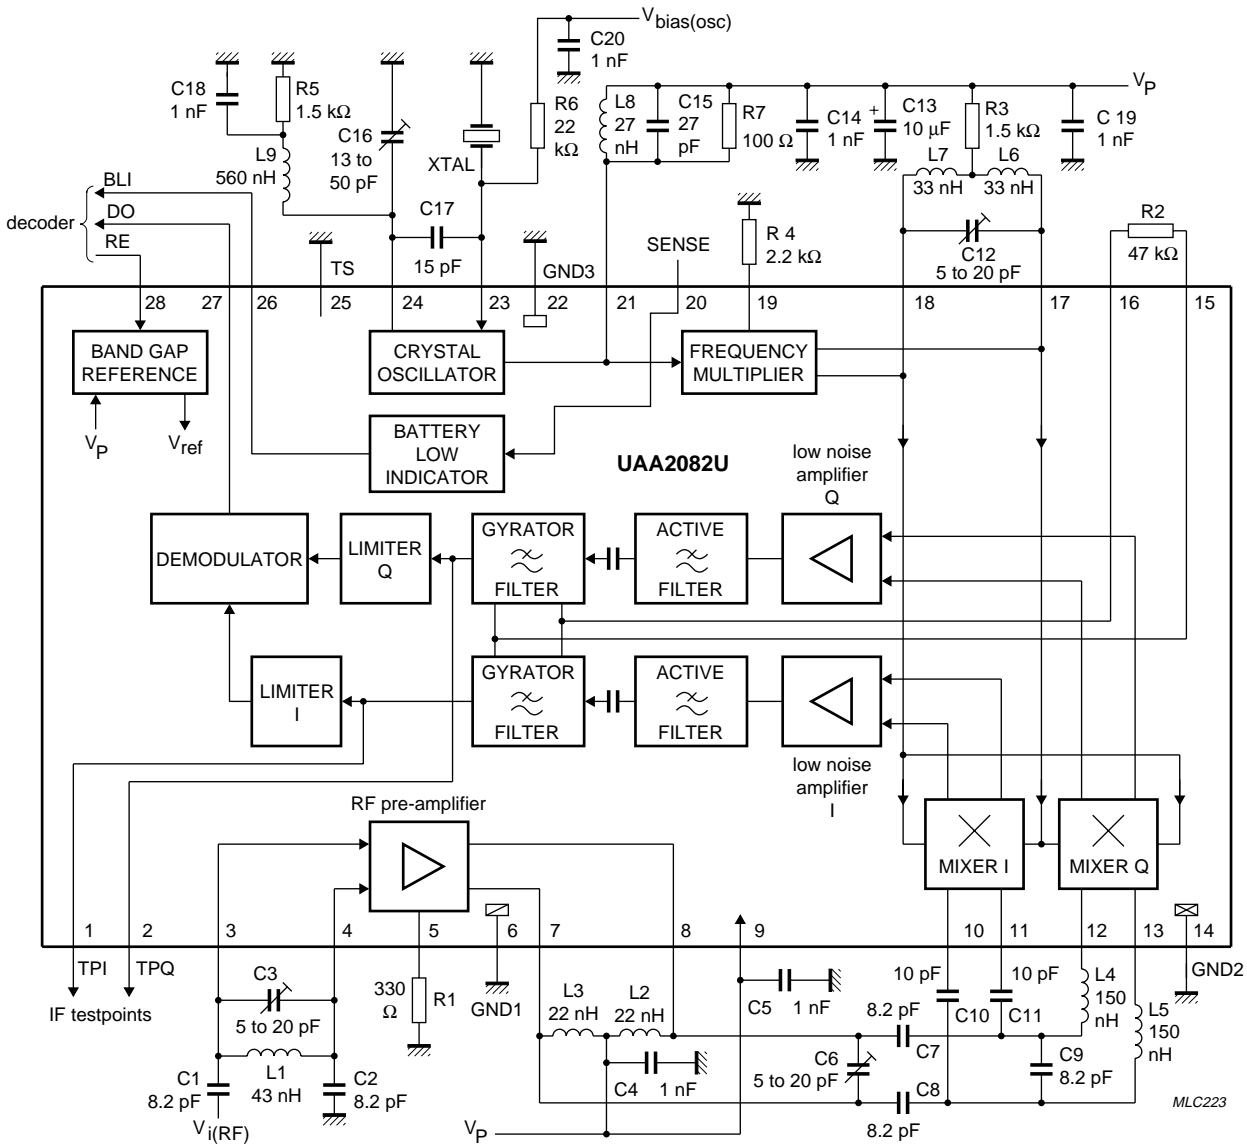 Vbias(osc)
C20
1 nF
C18
1 nF
R5
1.5 kΩ
C16
13 to
50 pF
L9
560 nH
XTAL
R6
22
kΩ
L8
27
nH
C15
27
pF
R7
100 Ω
C14
1 nF
+
C13
10 µF
R3
1.5 kΩ
C 19
1 nF
VP
L7
33 nH
L6
33 nH
C12
5 to 20 pF
R2
47 kΩ
decoder
BLI
DO
RE
TS
C17
15 pF
GND3
SENSE
R 4
2.2 kΩ
28
27
26
25
24
23
22
21
20
19
18
17
16
15
BAND GAP
REFERENCE
VP
Vref
CRYSTAL
OSCILLATOR
FREQUENCY
MULTIPLIER
BATTERY
LOW
INDICATOR
UAA2082U
low noise
amplifier
Q
DEMODULATOR
LIMITER
Q
GYRATOR
FILTER
ACTIVE
FILTER
LIMITER
I
GYRATOR
FILTER
ACTIVE
FILTER
low noise
amplifier
I
RF pre-amplifier
MIXER I
MIXER Q
1
2
3
4
5
6
7
8
9
10
11
12
13
14
TPI
TPQ
IF testpoints
C3
5 to 20 pF
L1
43 nH
C1
8.2 pF
C2
8.2 pF
Vi(RF)
330
Ω
R1
GND1
L3
22 nH
L2
22 nH
C4
1 nF
VP
C5
1 nF
C6
5 to 20 pF
8.2 pF
C7
C8
8.2 pF
10 pF
C10
10 pF
C11
C9
8.2 pF
L4
150
nH
L5
150
nH
GND2
MLC223